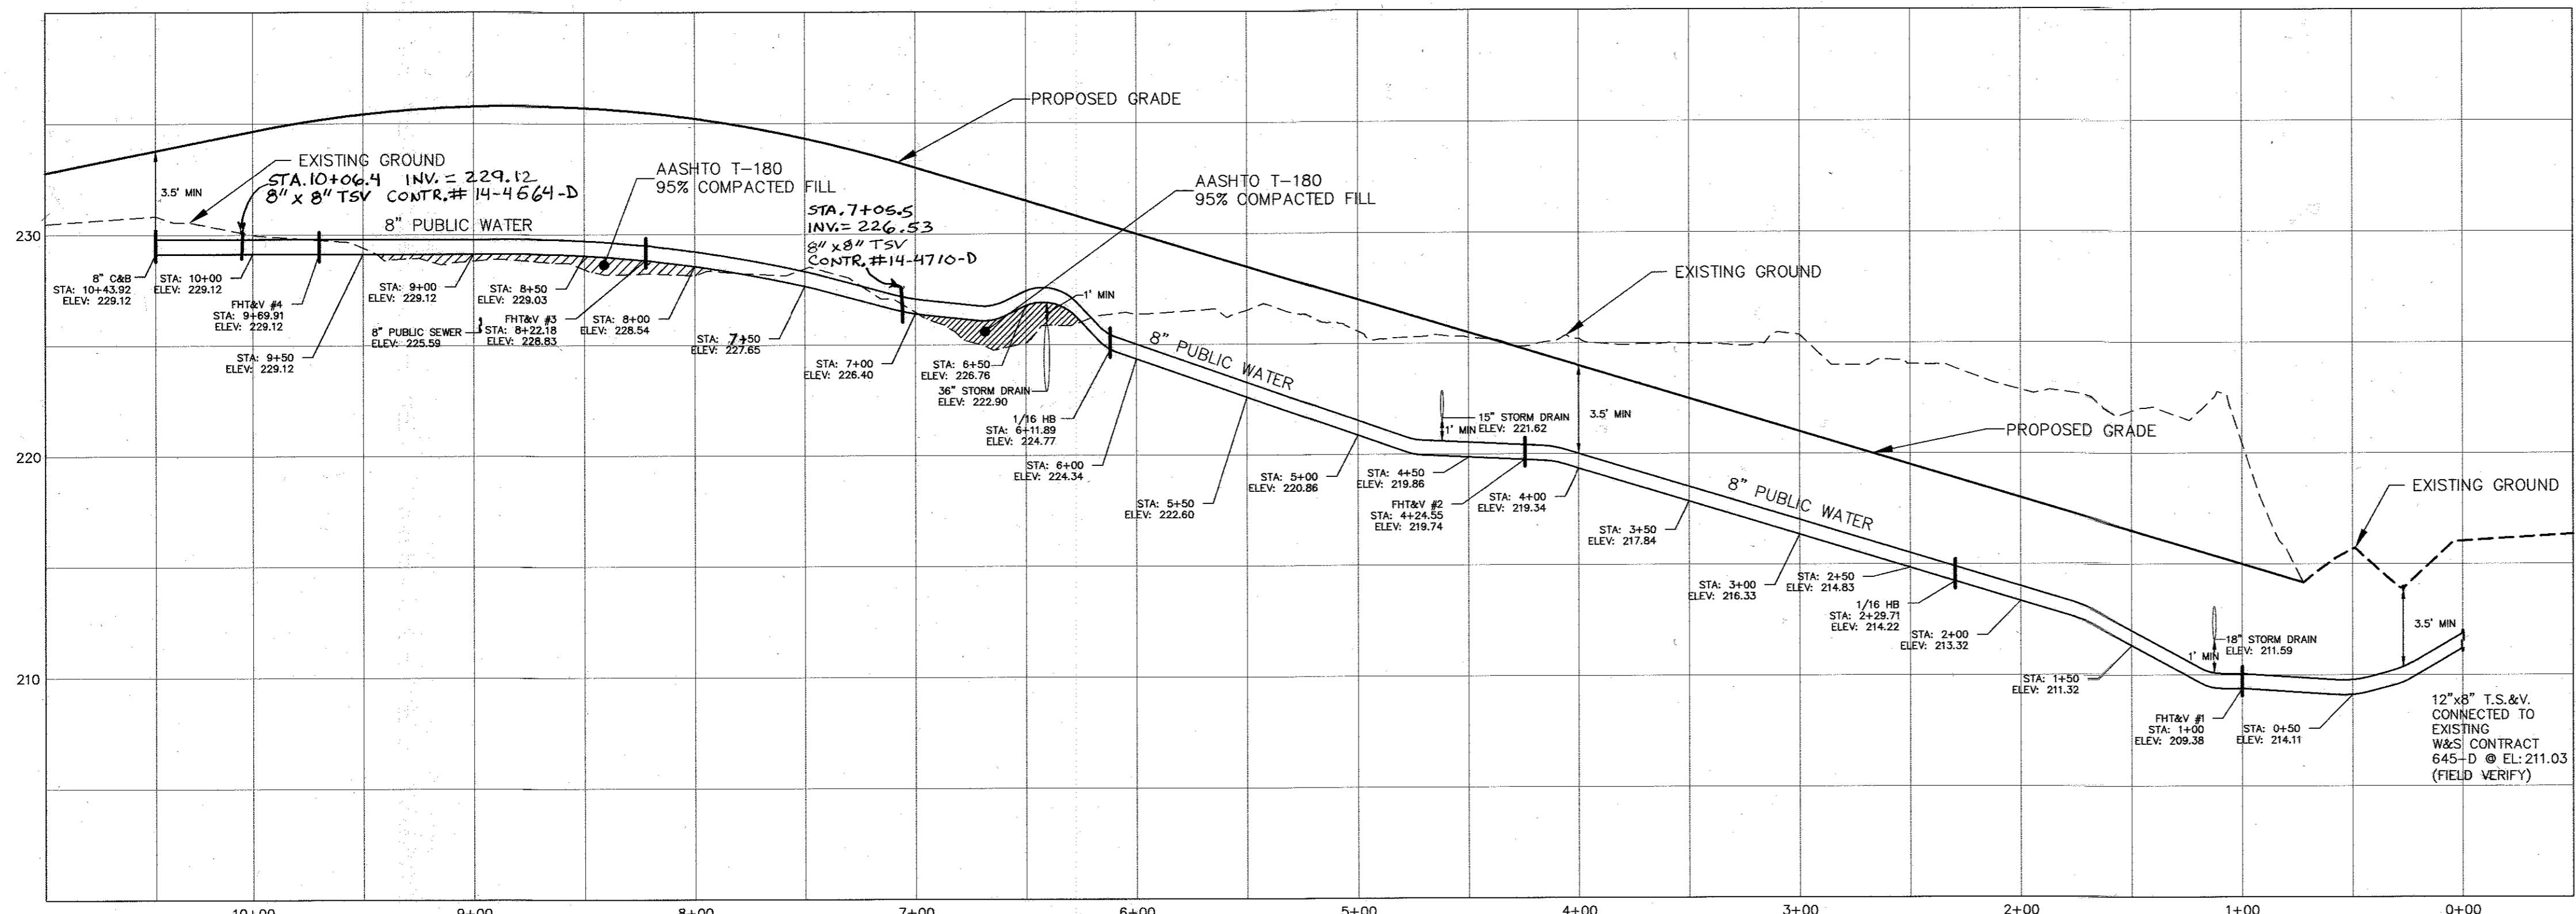 PROPOSED GRADE
EXISTING GROUND
STA.10+06.4 INV.=229.12
8" X 8" TSV CONTR.# 14-4564-D
AASHTO T-180
95% COMPACTED FILL
AASHTO T-180
95% COMPACTED FILL
3.5' MIN
8" PUBLIC WATER
STA.7+05.5
INV.=226.53
8" X8" TSV
CONTR.#14-4710-D
230
8" C&B
STA: 10+43.92
ELEV: 229.12
STA: 10+00
ELEV: 229.12
FHT&V #4
STA: 9+69.91
ELEV: 229.12
STA: 9+50
ELEV: 229.12
STA: 9+00
ELEV: 229.12
8" PUBLIC SEWER
ELEV: 225.59
STA: 8+50
ELEV: 229.03
FHT&V #3
STA: 8+22.18
ELEV: 228.83
STA: 8+00
ELEV: 228.54
STA: 7+50
ELEV: 227.65
STA: 7+00
ELEV: 226.40
STA: 6+50
ELEV: 226.76
36" STORM DRAIN
ELEV: 222.90
1' MIN
1/16 HB
STA: 6+11.89
ELEV: 224.77
STA: 6+00
ELEV: 224.34
8" PUBLIC WATER
STA: 5+50
ELEV: 222.60
STA: 5+00
ELEV: 220.86
15" STORM DRAIN
ELEV: 221.62
1' MIN
STA: 4+50
ELEV: 219.86
FHT&V #2
STA: 4+24.55
ELEV: 219.74
STA: 4+00
ELEV: 219.34
3.5' MIN
EXISTING GROUND
PROPOSED GRADE
220
STA: 3+50
ELEV: 217.84
8" PUBLIC WATER
STA: 3+00
ELEV: 216.33
STA: 2+50
ELEV: 214.83
1/16 HB
STA: 2+29.71
ELEV: 214.22
STA: 2+00
ELEV: 213.32
EXISTING GROUND
STA: 1+50
ELEV: 211.32
18" STORM DRAIN
ELEV: 211.59
1' MIN
3.5' MIN
FHT&V #1
STA: 1+00
ELEV: 209.38
STA: 0+50
ELEV: 214.11
12"x8" T.S.&V.
CONNECTED TO
EXISTING
W&S CONTRACT
645-D @ EL: 211.03
(FIELD VERIFY)
210
10+00 9+00 8+00 7+00 6+00 5+00 4+00 3+00 2+00 1+00 0+00